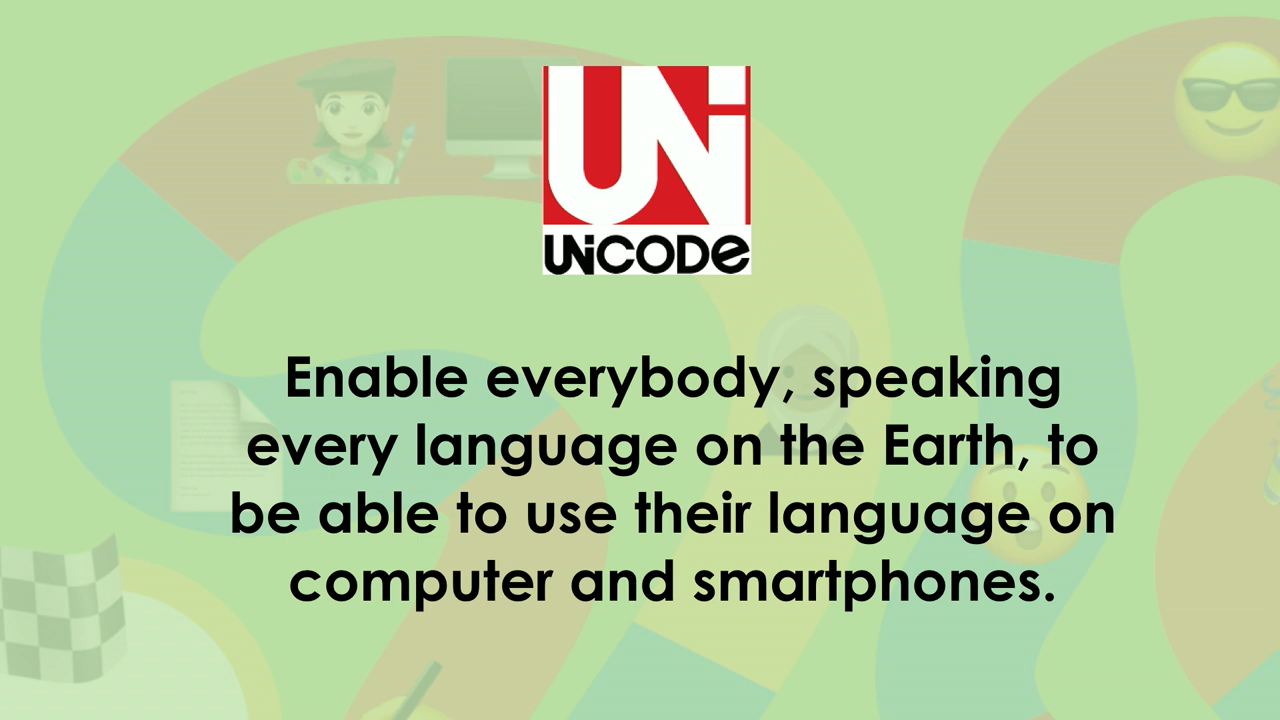 UNi
UNiCODe
Enable everybody, speaking
every language on the Earth, to
be able to use their language on
computer and smartphones.